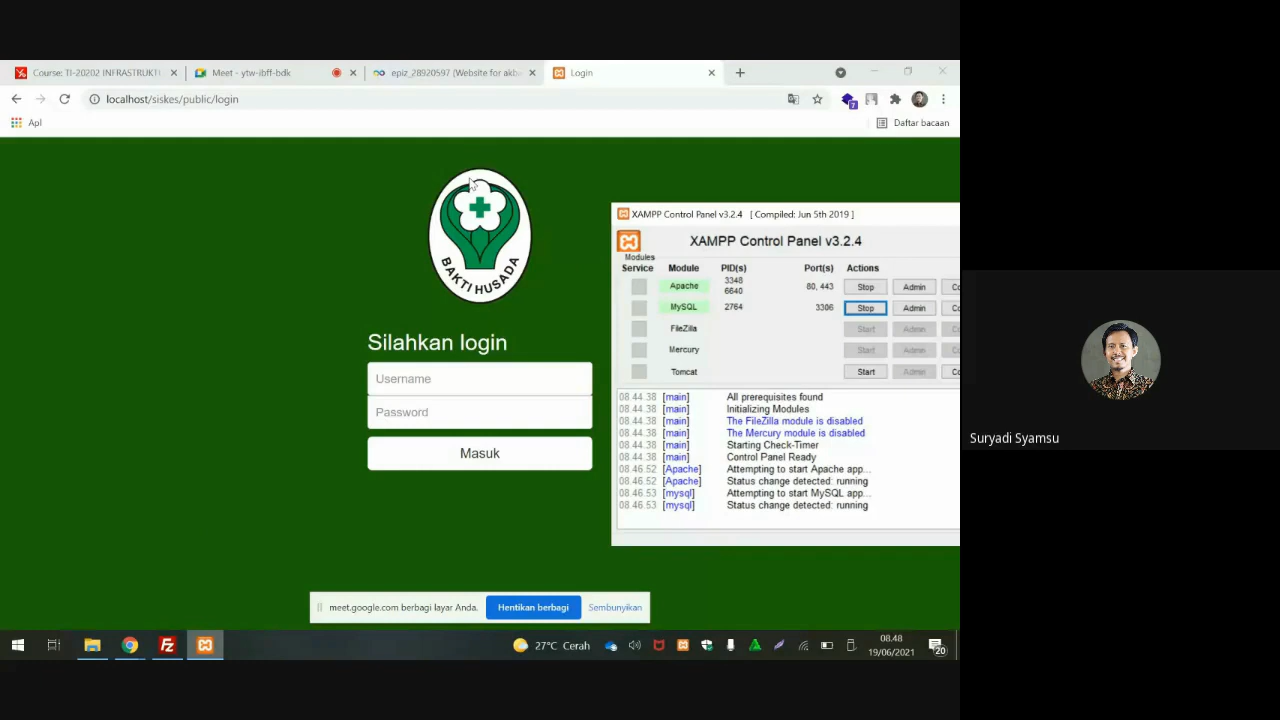 Course: TI-20202 INFRASTRUKTU
Meet - ytw-ibff-bdk
epiz_28920597 (Website for akba
Login
localhost/siskes/public/login
7
Apl
Daftar bacaan
BAKTI HUSADA
Silahkan login
Username
Password
Masuk
XAMPP Control Panel v3.2.4 [ Compiled: Jun 5th 2019 ]
XAMPP Control Panel v3.2.4
Modules
Service Module PID(s) Port(s) Actions
Apache 3348 6640 80, 443 Stop Admin Co
MySQL 2764 3306 Stop Admin Co
FileZilla Start Admin Co
Mercury Start Admin Co
Tomcat Start Admin Co
08.44.38 [main] All prerequisites found
08.44.38 [main] Initializing Modules
08.44.38 [main] The FileZilla module is disabled
08.44.38 [main] The Mercury module is disabled
08.44.38 [main] Starting Check-Timer
08.44.38 [main] Control Panel Ready
08.46.52 [Apache] Attempting to start Apache app...
08.46.52 [Apache] Status change detected: running
08.46.53 [mysql] Attempting to start MySQL app...
08.46.53 [mysql] Status change detected: running
meet.google.com berbagi layar Anda. Hentikan berbagi Sembunyikan
27°C Cerah
08.48
19/06/2021
20
Suryadi Syamsu